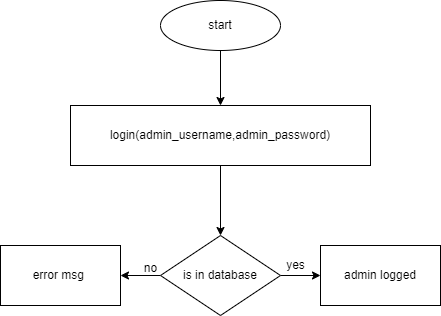 start
login(admin_username,admin_password)
no
is in database
yes
error msg
admin logged